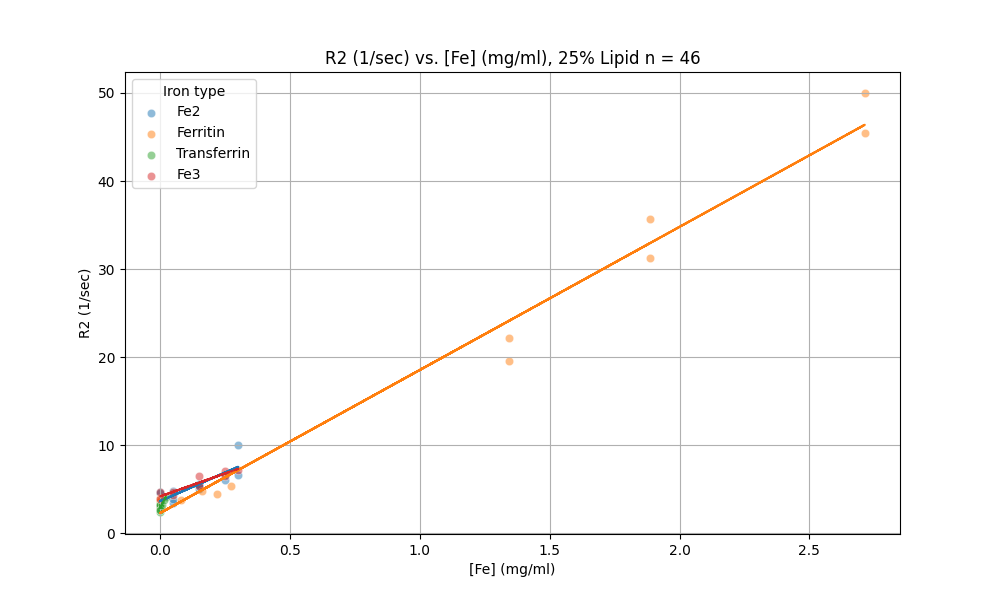 R2 (1/sec) vs. [Fe] (mg/ml), 25% Lipid n = 46
Iron type
Fe2
Ferritin
Transferrin
Fe3
R2 (1/sec)
50
40
30
20
10
0
0.0 0.5 1.0 1.5 2.0 2.5
[Fe] (mg/ml)